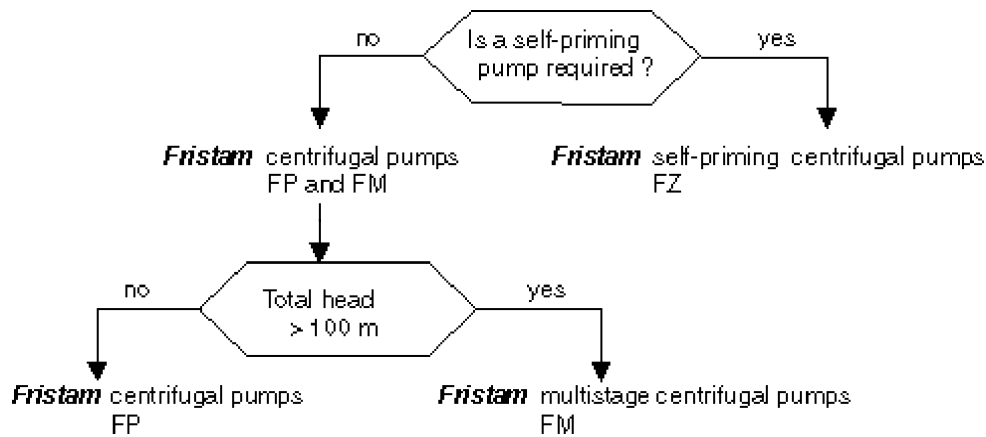 no
Is a self-priming
pump required ?
yes
Fristam centrifugal pumps
FP and FM
Fristam self-priming centrifugal pumps
FZ
no
Total head
> 100 m
yes
Fristam centrifugal pumps
FP
Fristam multistage centrifugal pumps
FM